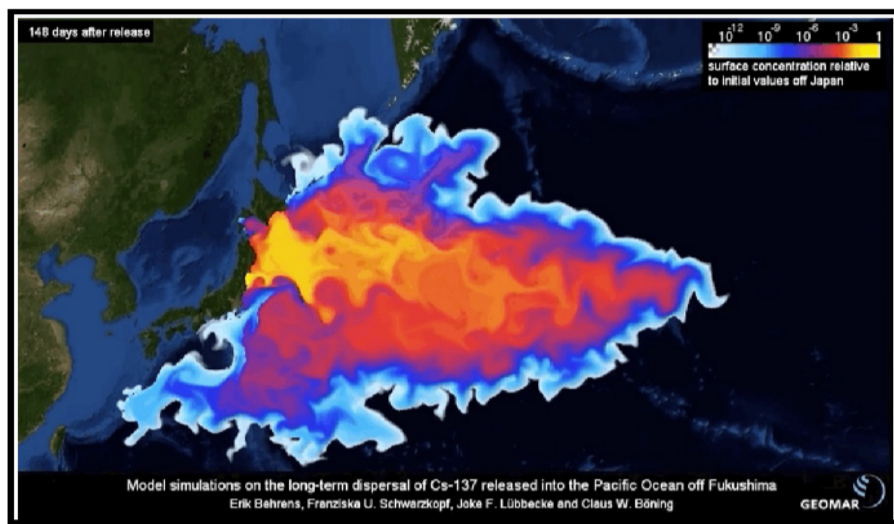 148 days after release
10-12 10-9 10-6 10-3 1
surface concentration relative
to initial values off Japan
Model simulations on the long-term dispersal of Cs-137 released into the Pacific Ocean off Fukushima
Erik Behrens, Franziska U. Schwarzkopf, Joke F. Lübbecke and Claus W. Böning
GEOMAR